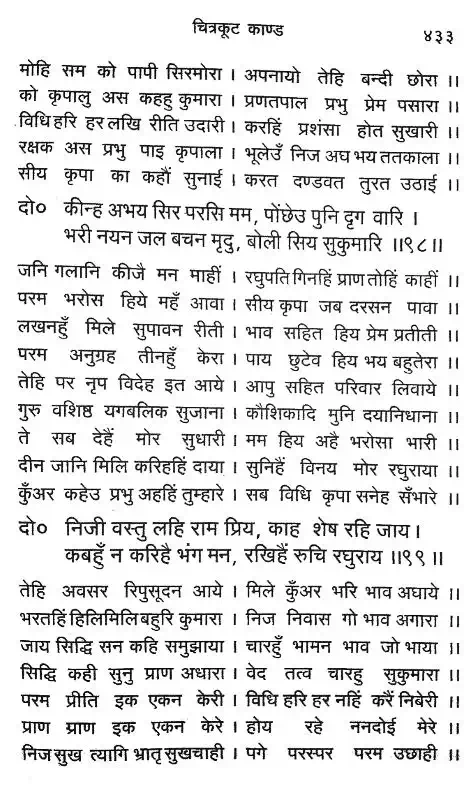 चित्रकूट काण्ड
४३३
मोहि सम को पापी सिरमोरा । अपनायो तेहि बन्दी छोरा ।।
को कृपालु अस कहहु कुमारा । प्रणतपाल प्रभु प्रेम पसारा ।।
विधि हरि हर लखि रीति उदारी । करहिं प्रशंसा होत सुखारी ।।
रक्षक अस प्रभु पाइ कृपाला । भूलेउँ निज अघ भय ततकाला ।।
सीय कृपा का कहौं सुनाई । करत दण्डवत तुरत उठाई ।।
दो० कीन्ह अभय सिर परसि मम, पोंछेउ पुनि दृग वारि ।
भरी नयन जल बचन मृदु, बोली सिय सुकुमारि ।।९८।।
जनि गलानि कीजै मन माहीं । रघुपति गिनहिं प्राण तोहिं काहीं ।।
परम भरोस हिये महँ आवा । सीय कृपा जब दरसन पावा ।।
लखनहुँ मिले सुपावन रीती । भाव सहित हिय प्रेम प्रतीती ।।
परम अनुग्रह तीनहुँ केरा । पाय छुटेव हिय भय बहुतेरा ।।
तेहि पर नृप विदेह इत आये । आपु सहित परिवार लिवाये ।।
गुरु वशिष्ठ यगबलिक सुजाना । कौशिकादि मुनि दयानिधाना ।।
ते सब देहैं मोर सुधारी । मम हिय अहै भरोसा भारी ।।
दीन जानि मिलि करिहहिं दाया । सुनिहैं विनय मोर रघुराया ।।
कुँअर कहेउ प्रभु अहहिं तुम्हारे । सब विधि कृपा सनेह सँभारे ।।
दो० निजी वस्तु लहि राम प्रिय, काह शेष रहि जाय ।
कबहुँ न करिहै भंग मन, रखिहैं रुचि रघुराय ।।९९।।
तेहि अवसर रिपुसूदन आये । मिले कुँअर भरि भाव अघाये ।।
भरतहिं हिलिमिलि बहुरि कुमारा । निज निवास गो भाव अगारा ।।
जाय सिद्धि सन कहि समुझाया । चारहुँ भामन भाव जो भाया ।।
सिद्धि कही सुनु प्राण अधारा । वेद तत्व चारहु सुकुमारा ।।
परम प्रीति इक एकन केरी । विधि हरि हर नहिं करैं निबेरी ।।
प्राण प्राण इक एकन केरे । होय रहे ननदोई मेरे ।।
निज सुख त्यागि भ्रातृ सुखचाही । पगे परस्पर परम उछाही ।।